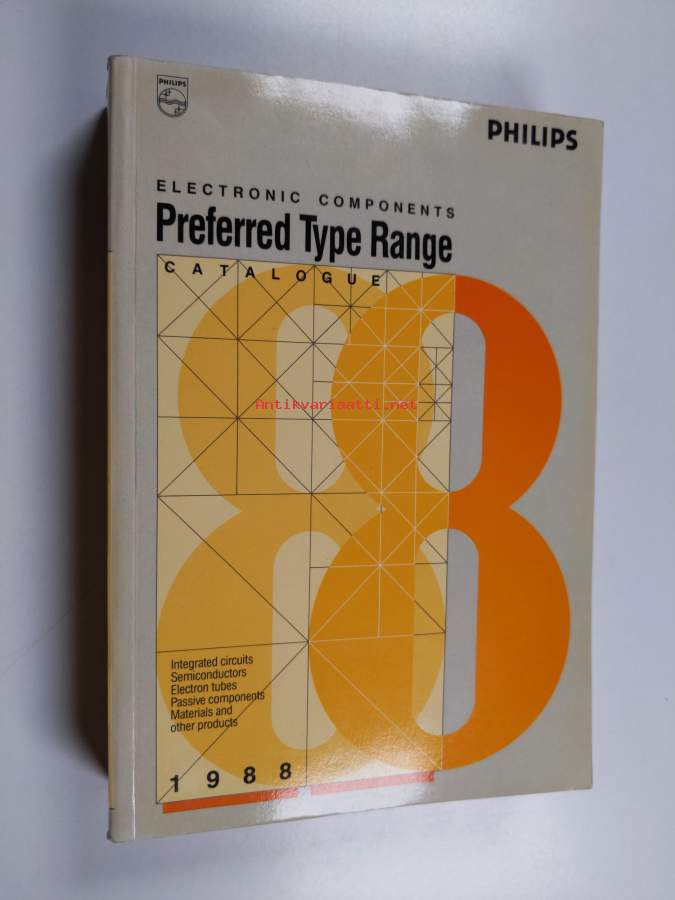 PHILIPS
PHILIPS
ELECTRONIC COMPONENTS
Preferred Type Range
CATALOGUE
88
Antikvariaatti.net
Integrated circuits
Semiconductors
Electron tubes
Passive components
Materials and
other products
1988